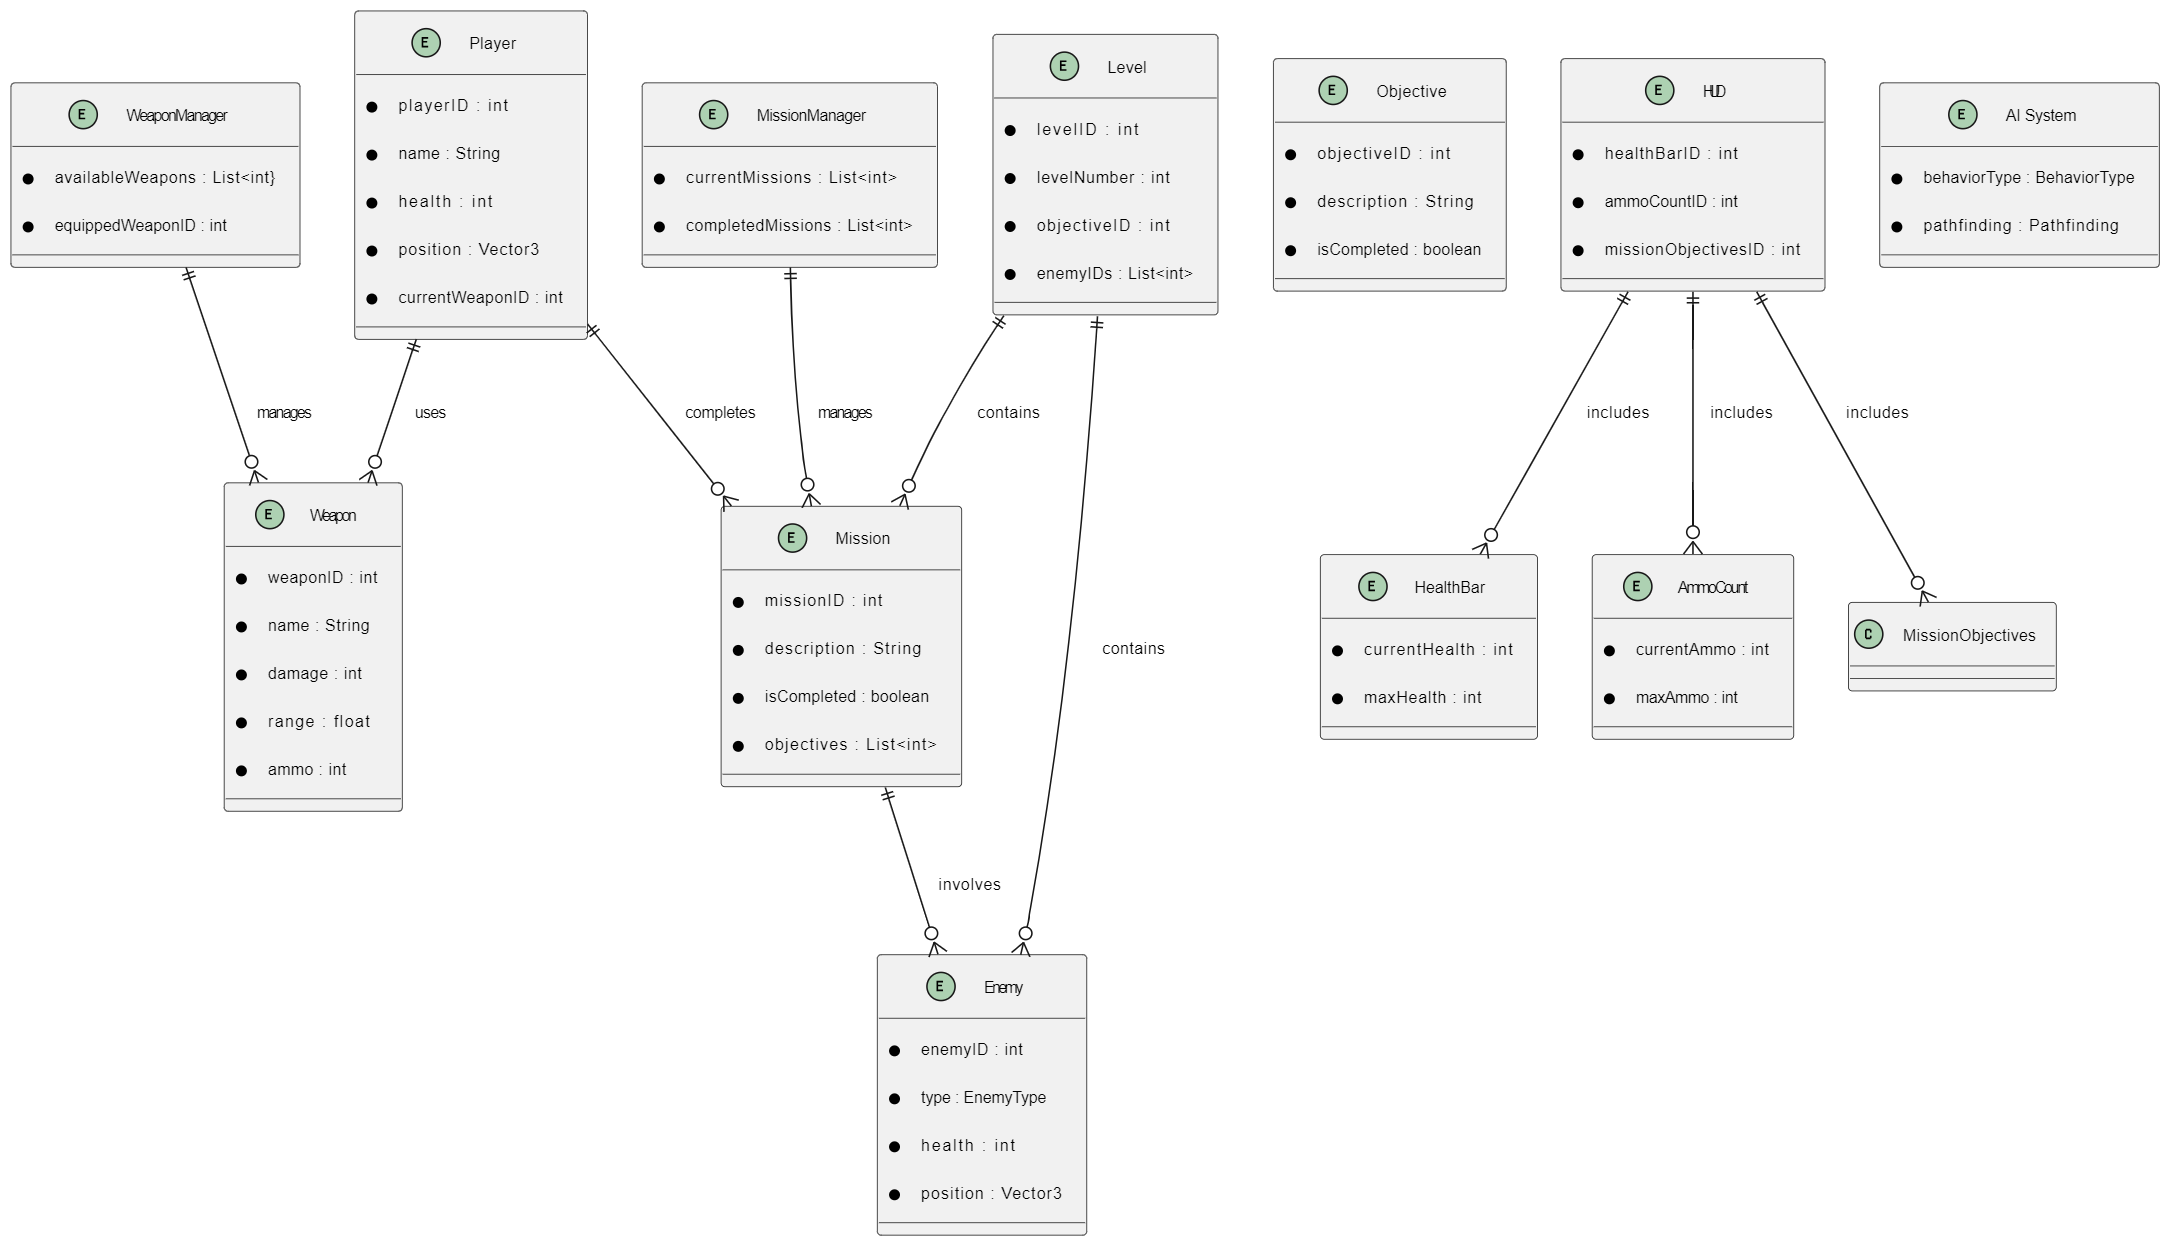 E WeaponManager
availableWeapons : List<int}
equippedWeaponID : int
E Player
playerID : int
name : String
health : int
position : Vector3
currentWeaponID : int
E MissionManager
currentMissions : List<int>
completedMissions : List<int>
E Level
levelID : int
levelNumber : int
objectiveID : int
enemyIDs : List<int>
E Objective
objectiveID : int
description : String
isCompleted : boolean
E HUD
healthBarID : int
ammoCountID : int
missionObjectivesID : int
E AI System
behaviorType : BehaviorType
pathfinding : Pathfinding
manages
uses
completes
manages
contains
includes
includes
includes
E Weapon
weaponID : int
name : String
damage : int
range : float
ammo : int
E Mission
missionID : int
description : String
isCompleted : boolean
objectives : List<int>
contains
E HealthBar
currentHealth : int
maxHealth : int
E AmmoCount
currentAmmo : int
maxAmmo : int
C MissionObjectives
involves
E Enemy
enemyID : int
type : EnemyType
health : int
position : Vector3